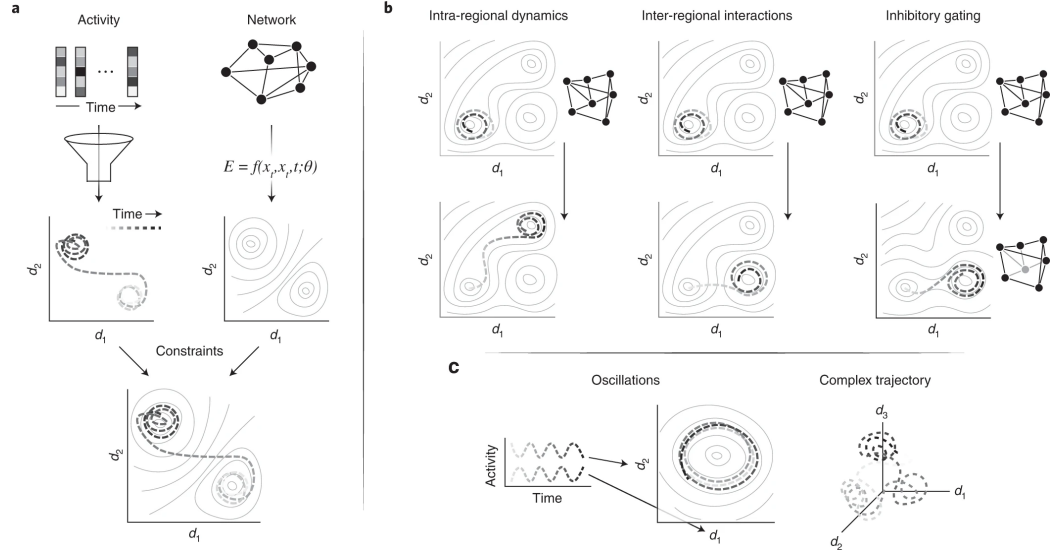 a
Activity
Network
...
Time
E = f(xₜ,xₜ,t;θ)
Time
d₂
d₁
d₂
d₁
Constraints
d₂
d₁
b
Intra-regional dynamics
Inter-regional interactions
Inhibitory gating
d₂
d₁
d₂
d₁
d₂
d₁
d₂
d₁
d₂
d₁
d₂
d₁
c
Oscillations
Complex trajectory
Activity
Time
d₂
d₁
d₃
d₁
d₂